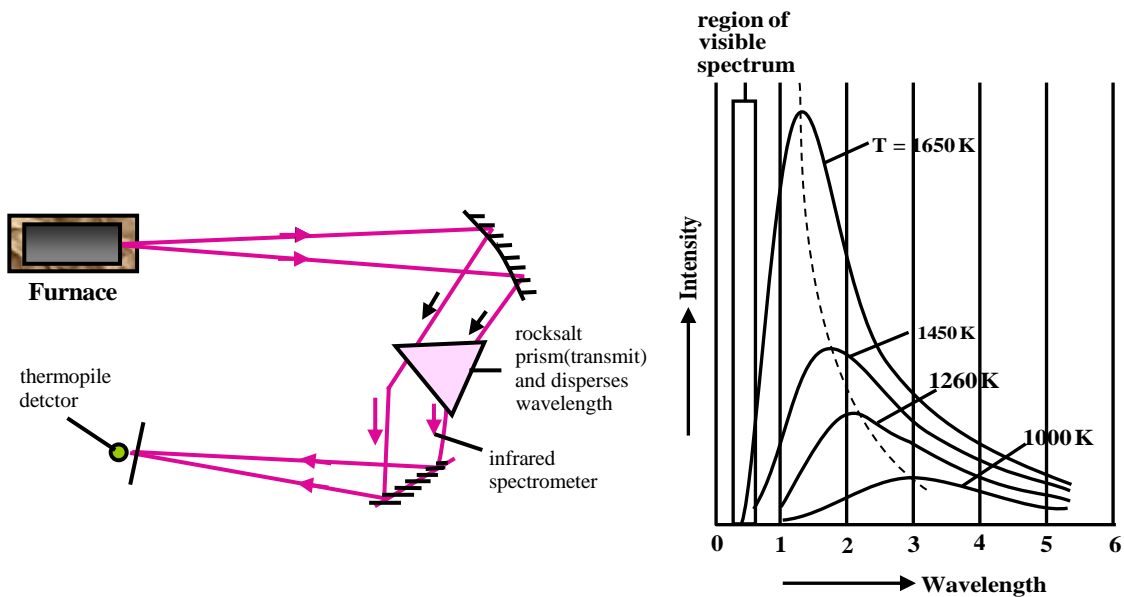 Furnace
thermopile
detctor
rocksalt
prism(transmit)
and disperses
wavelength
infrared
spectrometer
region of
visible
spectrum
Intensity
T = 1650 K
1450 K
1260 K
1000 K
0 1 2 3 4 5 6
Wavelength